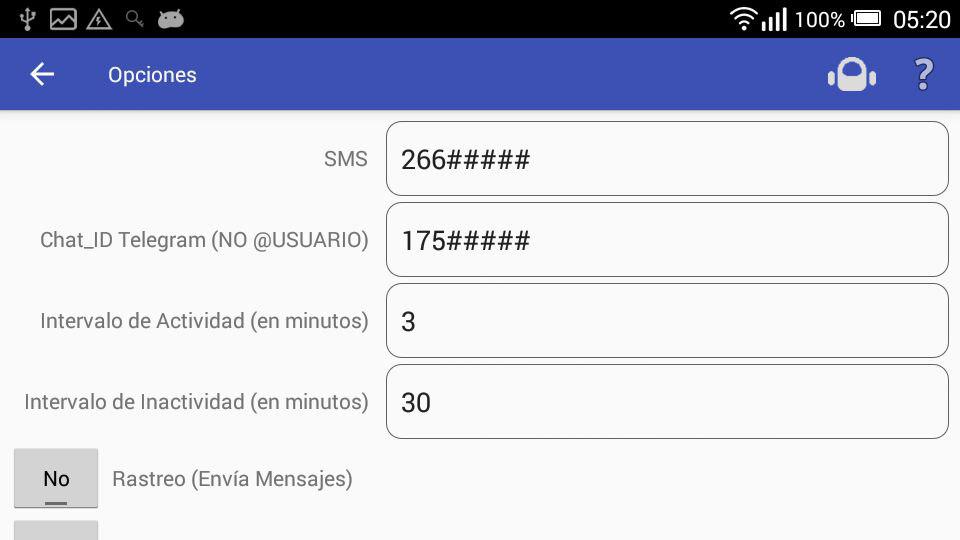 100% 05:20
Opciones ?
SMS 266#####
Chat_ID Telegram (NO @USUARIO) 175#####
Intervalo de Actividad (en minutos) 3
Intervalo de Inactividad (en minutos) 30
No Rastreo (Envía Mensajes)